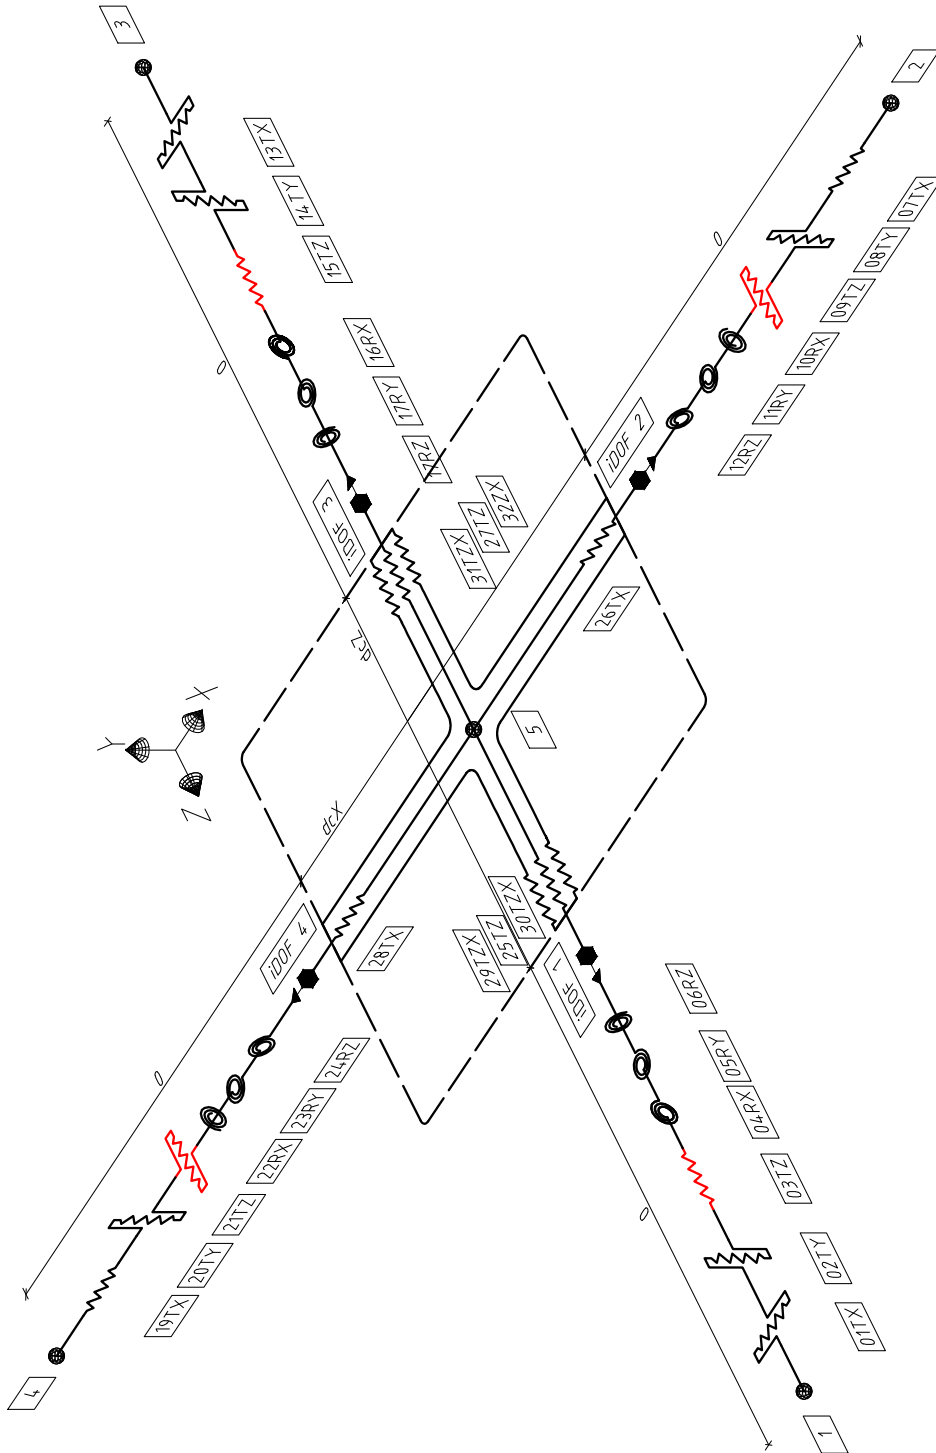 3
2
13TX
14TY
15TZ
07TX
08TY
09TZ
10RX
11RY
12RZ
0
0
16RX
17RY
17RZ
iDOF 2
iDOF 3
32ZX
27TZ
31TZX
26TX
dcZ
Y
X
Z
5
dcX
iDOF 4
28TX
30TZX
25TZ
29TZX
iDOF 1
06RZ
05RY
04RX
03TZ
02TY
01TX
24RZ
23RY
22RX
21TZ
20TY
19TX
0
0
4
1